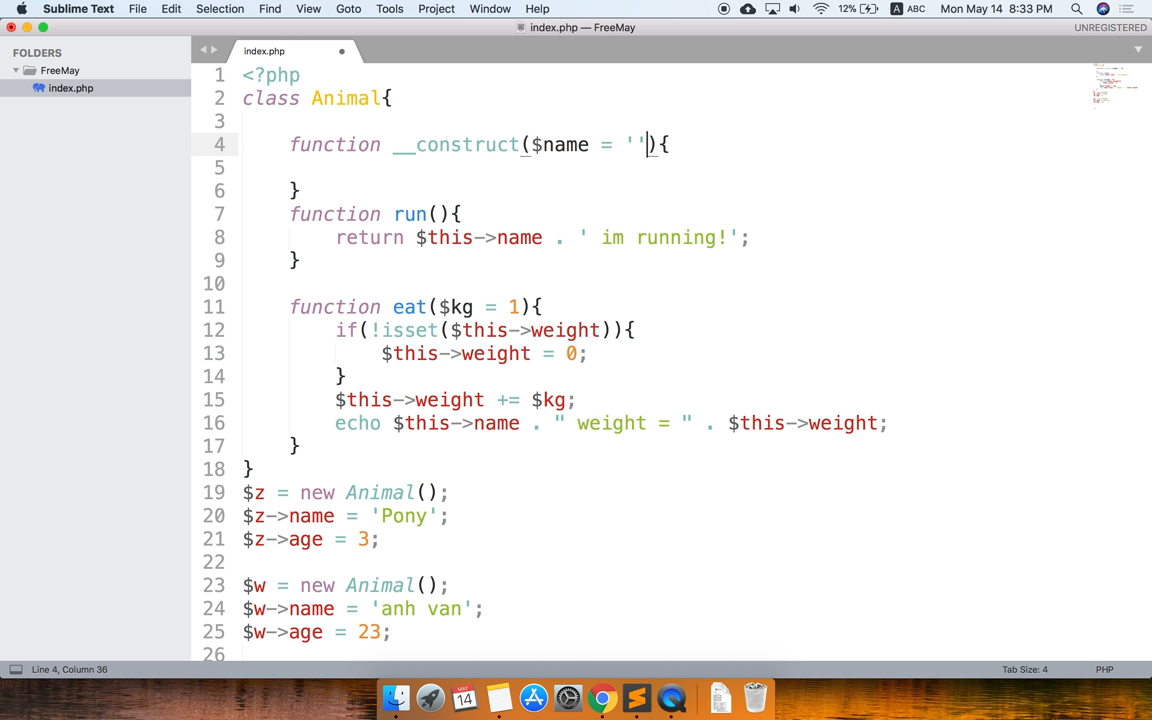 Sublime Text File Edit Selection Find View Goto Tools Project Window Help 12% A ABC Mon May 14 8:33 PM
index.php — FreeMay UNREGISTERED
FOLDERS
FreeMay
index.php
index.php
1 <?php
2 class Animal{
3
4 function __construct($name = ''){
5
6 }
7 function run(){
8 return $this->name . ' im running!';
9 }
10
11 function eat($kg = 1){
12 if(!isset($this->weight)){
13 $this->weight = 0;
14 }
15 $this->weight += $kg;
16 echo $this->name . " weight = " . $this->weight;
17 }
18 }
19 $z = new Animal();
20 $z->name = 'Pony';
21 $z->age = 3;
22
23 $w = new Animal();
24 $w->name = 'anh van';
25 $w->age = 23;
26
Line 4, Column 36 Tab Size: 4 PHP
MAY
14